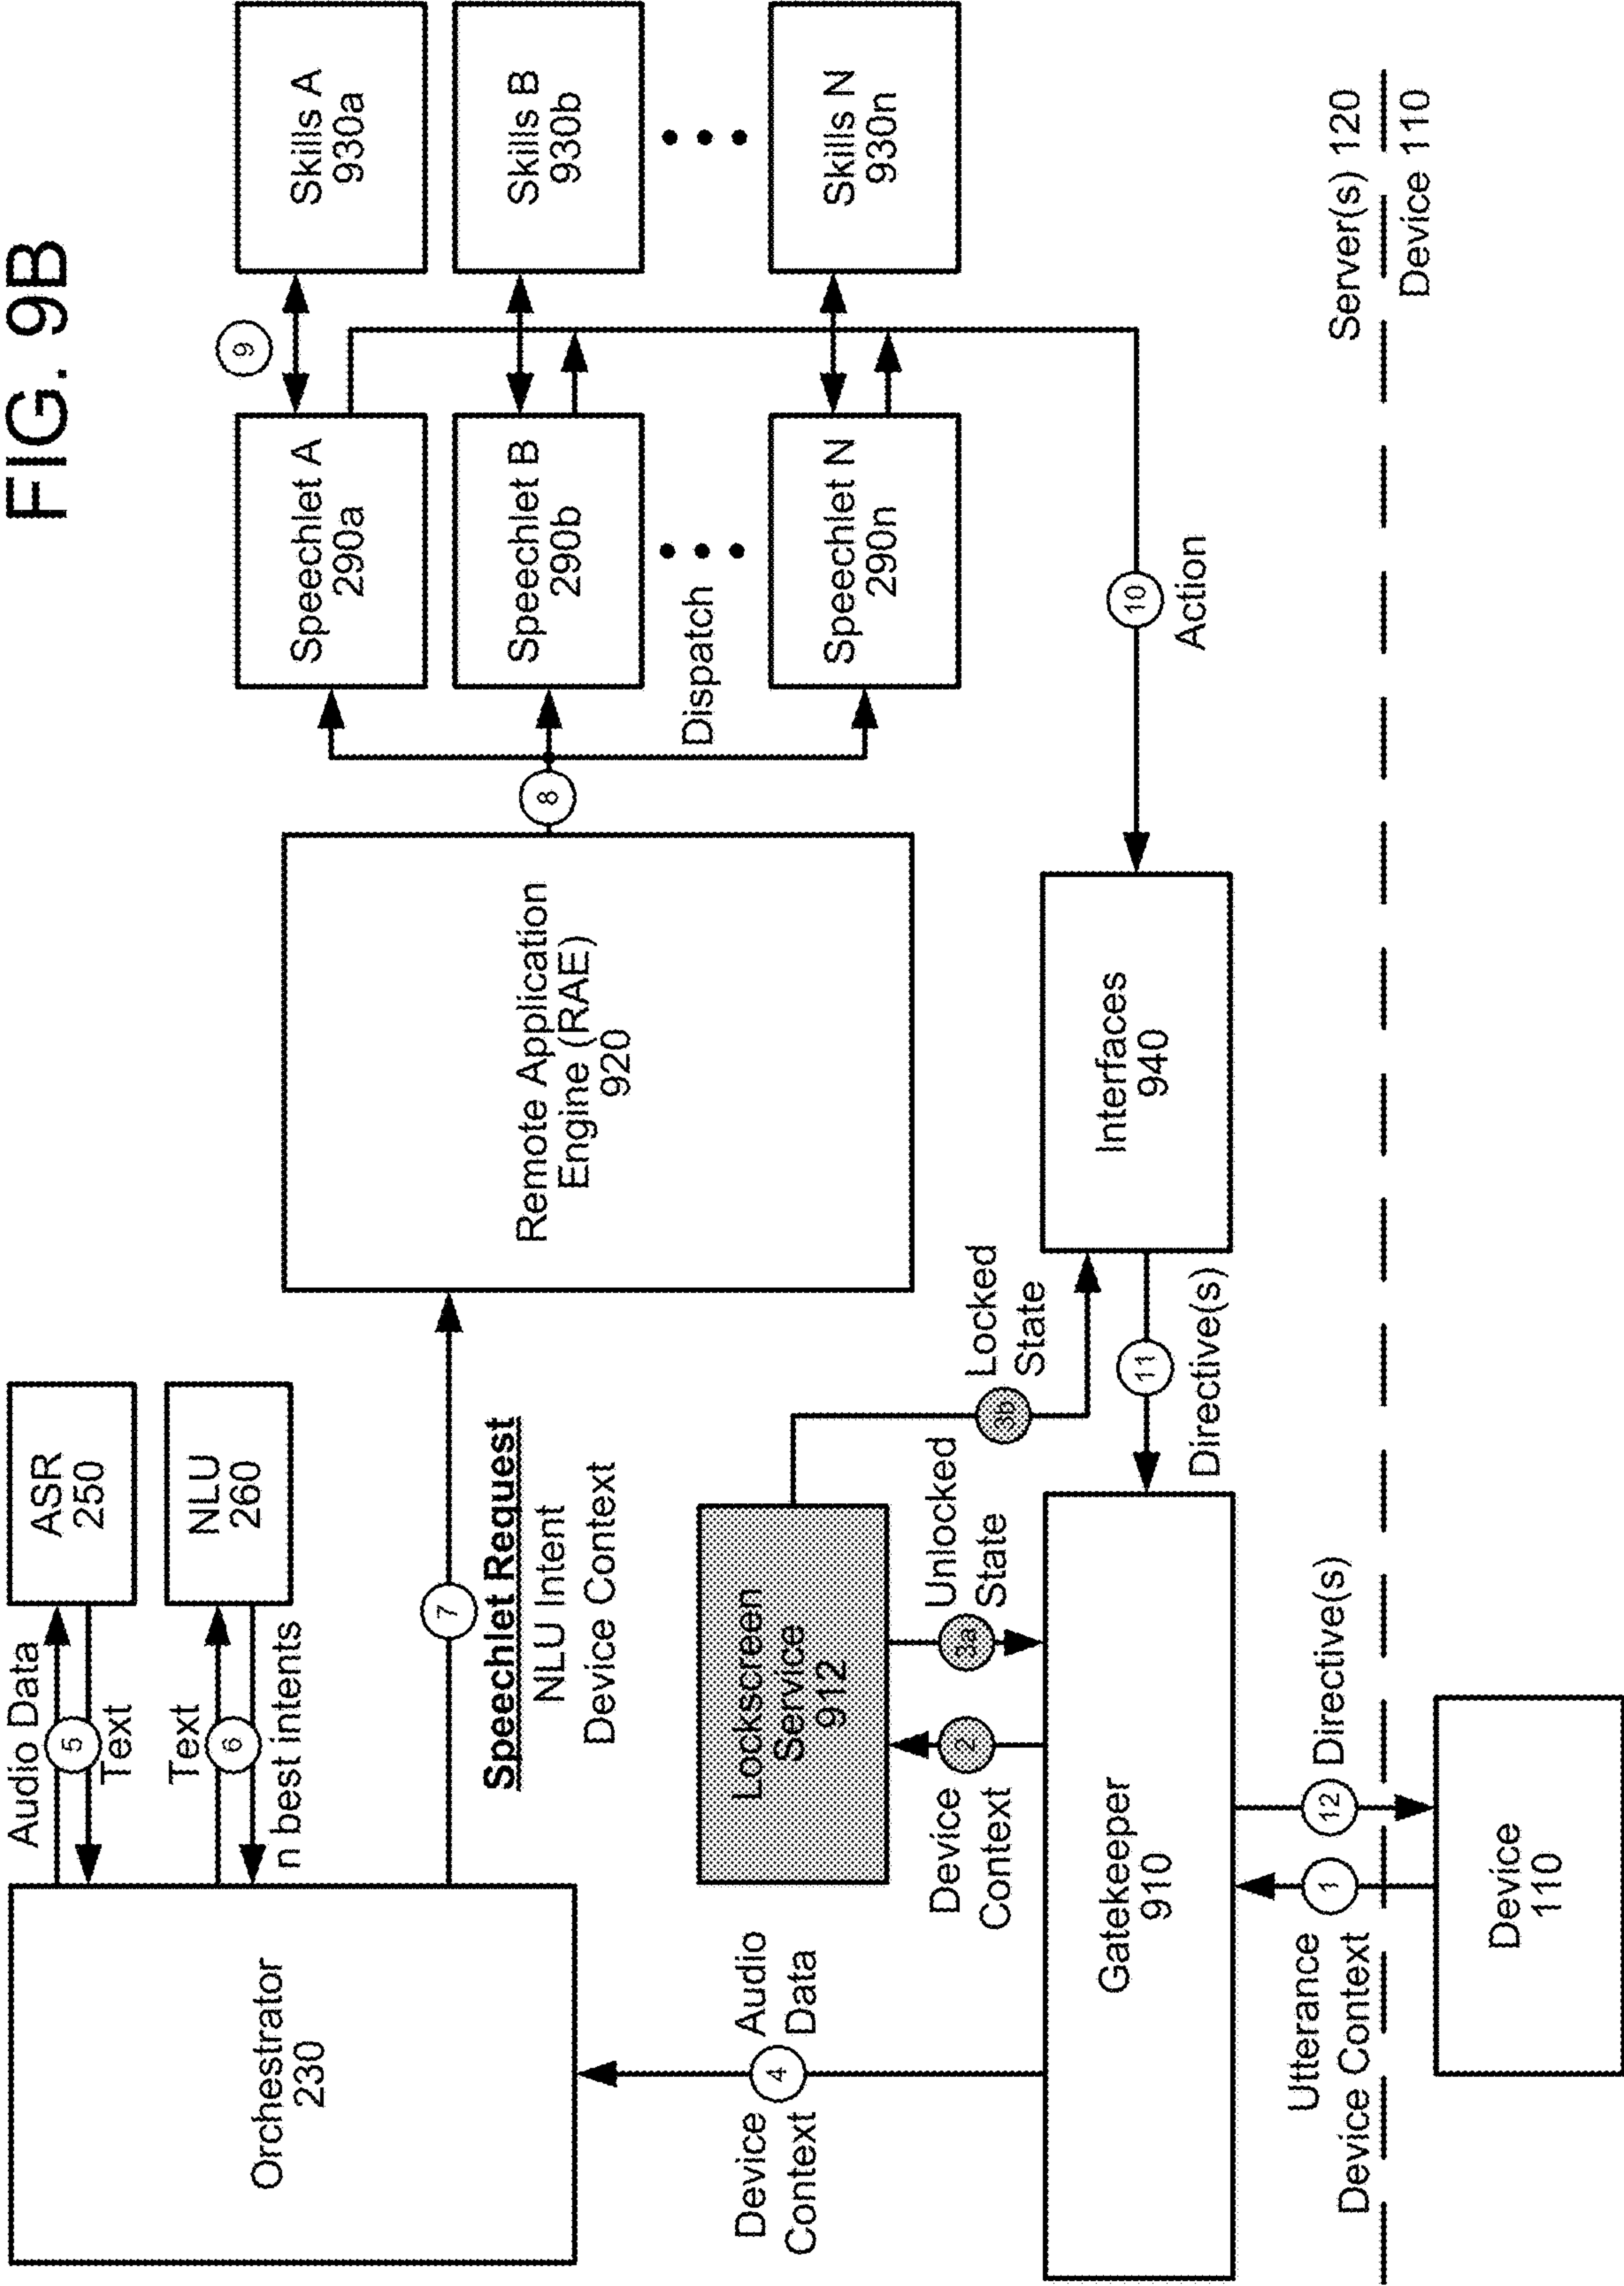 FIG. 9B
Orchestrator
230
Audio Data
5
Text
ASR
250
Text
6
n best intents
NLU
260
7
Speechlet Request
NLU Intent
Device Context
Remote Application
Engine (RAE)
920
8
Dispatch
Speechlet A
290a
Speechlet B
290b
Speechlet N
290n
9
Skills A
930a
Skills B
930b
Skills N
930n
Device
Context
4
Audio
Data
Device
Context
2
Lockscreen
Service
912
3a
Unlocked
State
3b
Locked
State
Gatekeeper
910
11
Directive(s)
Interfaces
940
10
Action
Utterance
Device Context
1
12
Directive(s)
Device
110
Server(s) 120
Device 110